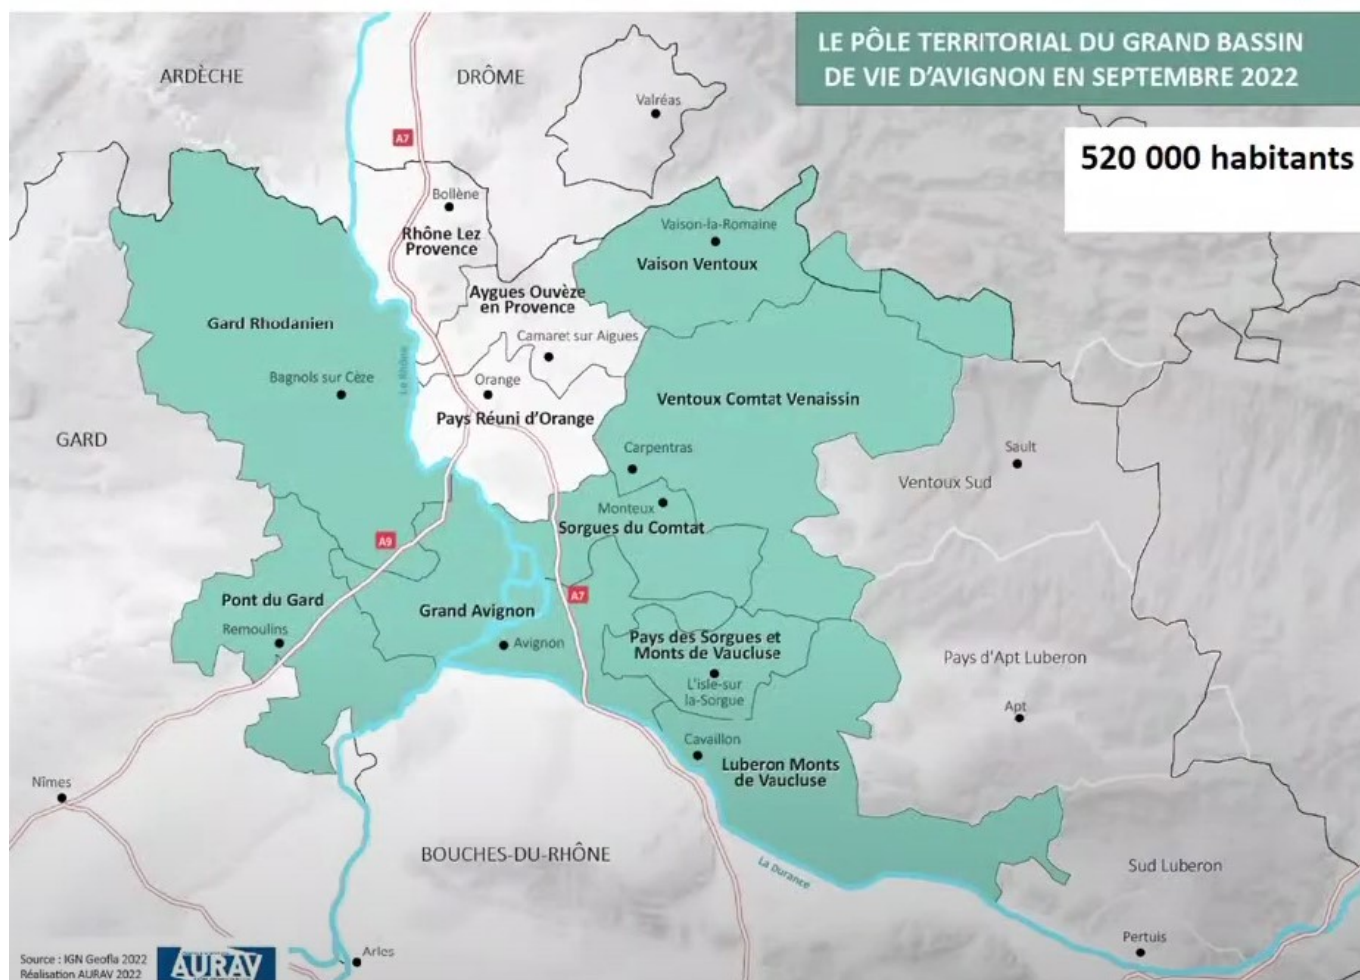 LE PÔLE TERRITORIAL DU GRAND BASSIN
DE VIE D'AVIGNON EN SEPTEMBRE 2022
520 000 habitants
ARDÈCHE
DRÔME
Valréas
A7
Bollène
Rhône Lez
Provence
Vaison-la-Romaine
Vaison Ventoux
Aygues Ouvèze
en Provence
Gard Rhodanien
Camaret sur Aigues
Le Rhône
Bagnols sur Cèze
Orange
Pays Réuni d'Orange
Ventoux Comtat Venaissin
GARD
Carpentras
Sault
Ventoux Sud
Monteux
Sorgues du Comtat
A9
A7
Pont du Gard
Grand Avignon
Remoulins
Avignon
Pays des Sorgues et
Monts de Vaucluse
L'isle-sur
la-Sorgue
Pays d'Apt Luberon
Apt
Cavaillon
Luberon Monts
de Vaucluse
Nîmes
BOUCHES-DU-RHÔNE
La Durance
Sud Luberon
Pertuis
Arles
Source : IGN Geofla 2022
Réalisation AURAV 2022
AURAV